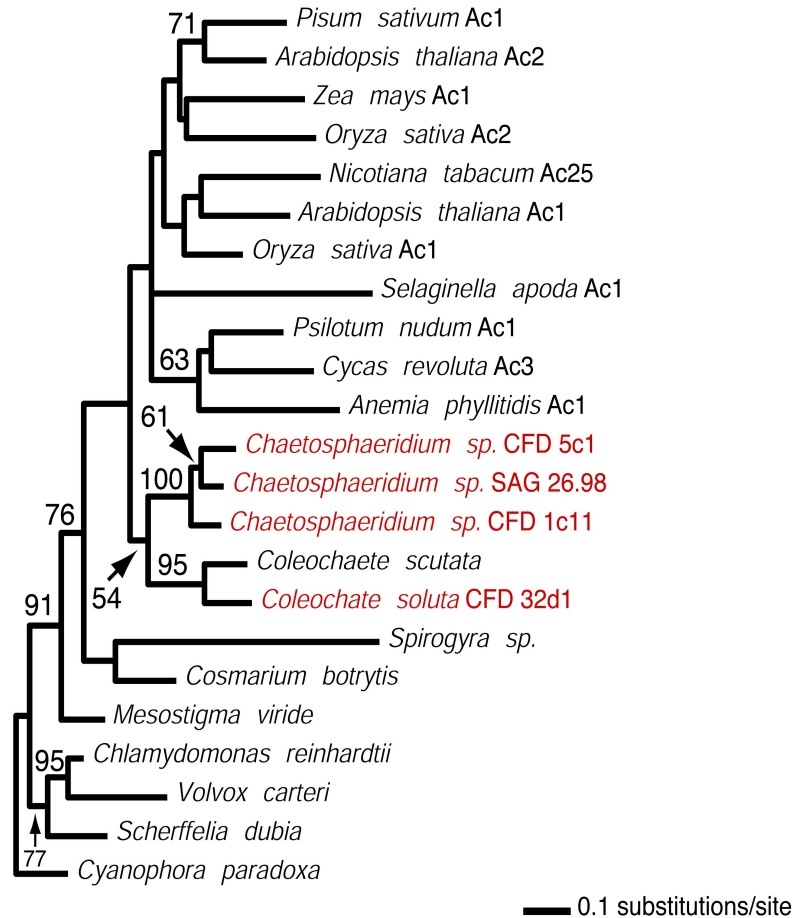 71
Pisum sativum Ac1
Arabidopsis thaliana Ac2
Zea mays Ac1
Oryza sativa Ac2
Nicotiana tabacum Ac25
Arabidopsis thaliana Ac1
Oryza sativa Ac1
Selaginella apoda Ac1
Psilotum nudum Ac1
63
Cycas revoluta Ac3
Anemia phyllitidis Ac1
61
Chaetosphaeridium sp. CFD 5c1
100
Chaetosphaeridium sp. SAG 26.98
76
Chaetosphaeridium sp. CFD 1c11
95
Coleochaete scutata
54
Coleochate soluta CFD 32d1
91
Spirogyra sp.
Cosmarium botrytis
Mesostigma viride
95
Chlamydomonas reinhardtii
Volvox carteri
Scherffelia dubia
77
Cyanophora paradoxa
0.1 substitutions/site